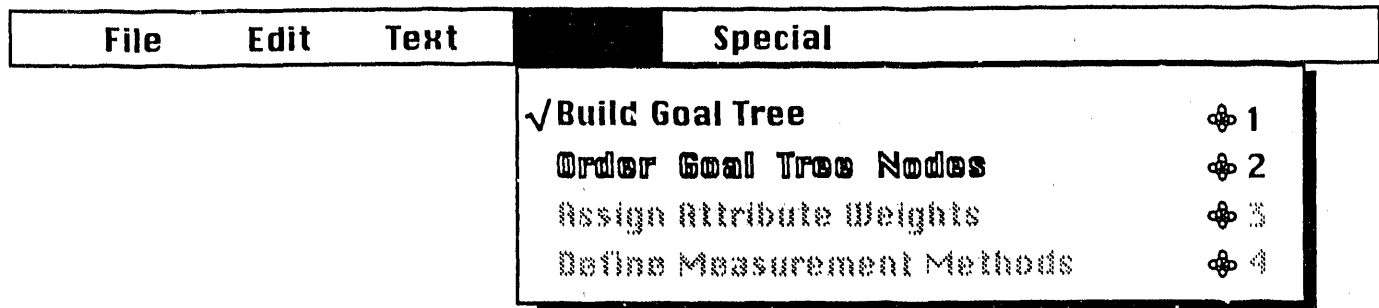 File Edit Text Special
√Build Goal Tree ⌘1
Order Goal Tree Nodes ⌘2
Assign Attribute Weights ⌘3
Define Measurement Methods ⌘4